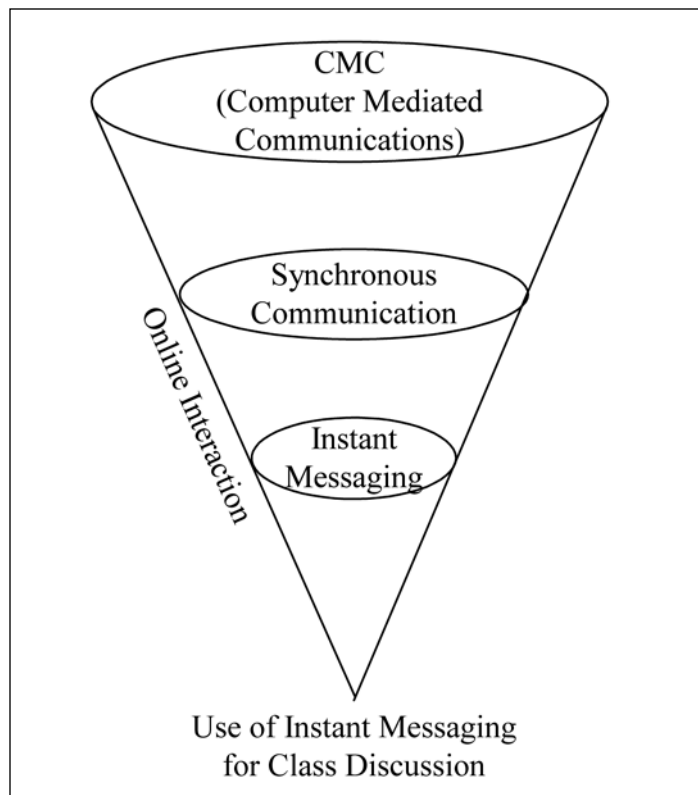 CMC
(Computer Mediated
Communications)
Synchronous
Communication
Online Interaction
Instant
Messaging
Use of Instant Messaging
for Class Discussion